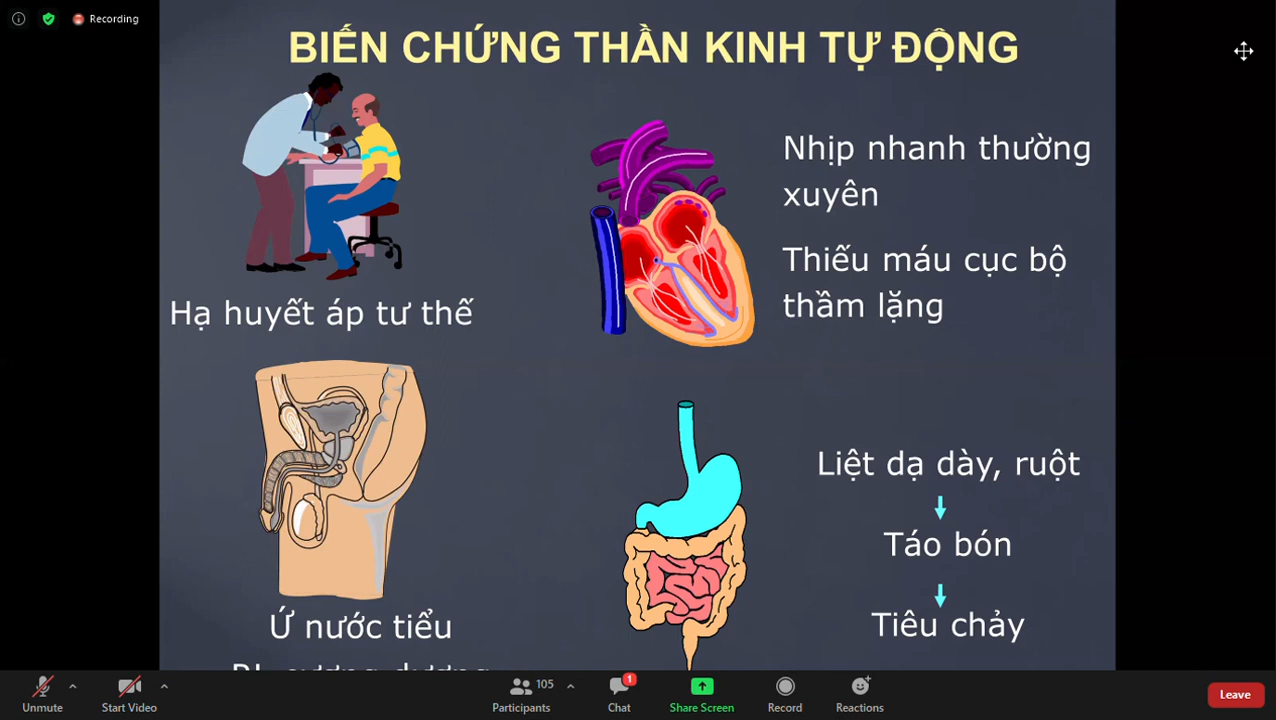 Recording
BIẾN CHỨNG THẦN KINH TỰ ĐỘNG
Nhịp nhanh thường
xuyên
Thiếu máu cục bộ
thầm lặng
Hạ huyết áp tư thế
Liệt dạ dày, ruột
Táo bón
Tiêu chảy
Ứ nước tiểu
Unmute
Start Video
105
Participants
1
Chat
Share Screen
Record
Reactions
Leave